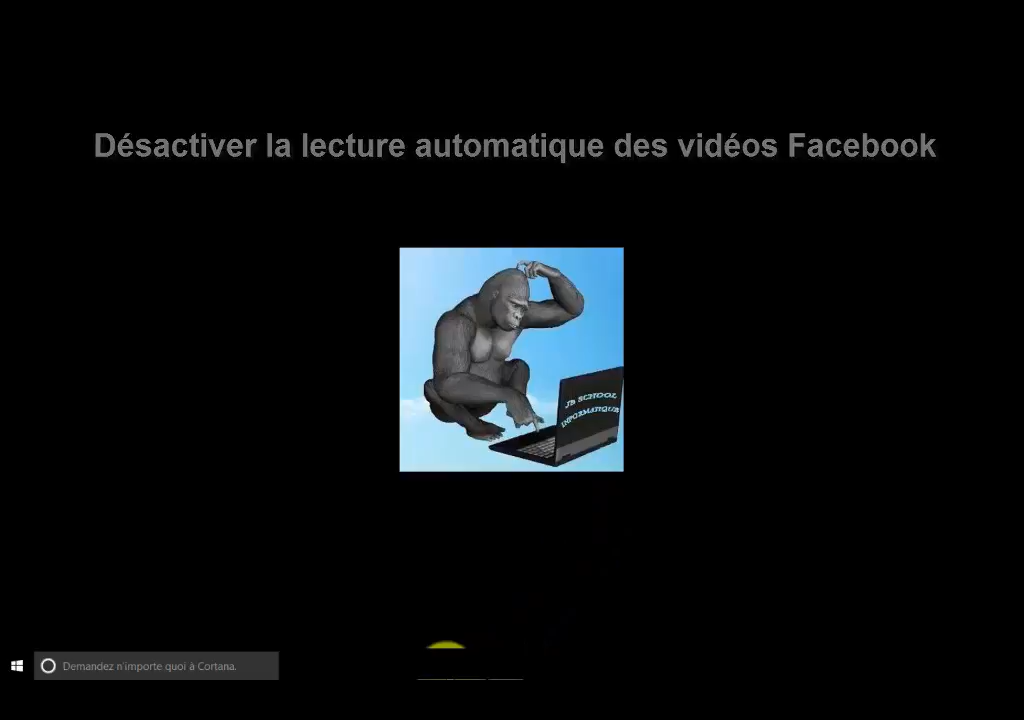 Désactiver la lecture automatique des vidéos Facebook
JB SCHOOL
INFORMATIQUE
Demandez n'importe quoi à Cortana.